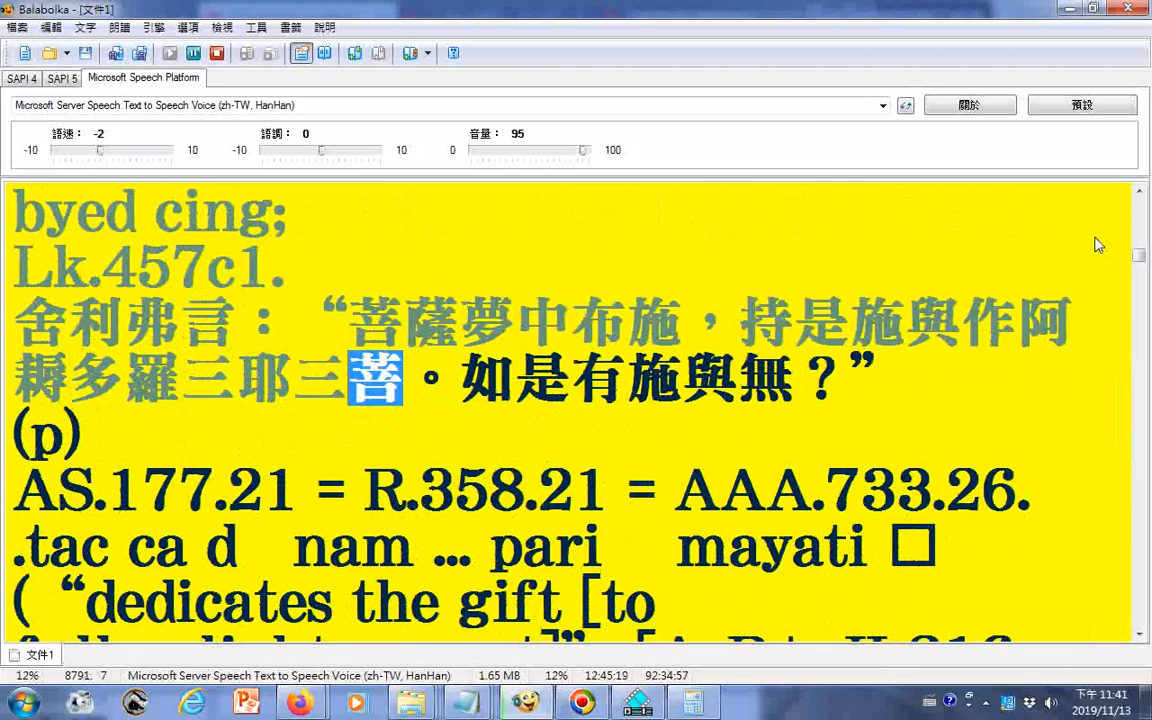 Balabolka - [文件1]
檔案 編輯 文字 朗讀 引擎 選項 檢視 工具 書籤 說明
SAPI 4 SAPI 5 Microsoft Speech Platform
Microsoft Server Speech Text to Speech Voice (zh-TW, HanHan)
關於 預設
語速： -2 語調： 0 音量： 95
-10 10 -10 10 0 100
byed cing;
Lk.457c1.
舍利弗言：“菩薩夢中布施，持是施與作阿
耨多羅三耶三菩。如是有施與無？”
(p)
AS.177.21 = R.358.21 = AAA.733.26.
.tac ca d nam ... pari mayati □
(“dedicates the gift [to
文件1
12% 8791: 7 Microsoft Server Speech Text to Speech Voice (zh-TW, HanHan) 1.65 MB 12% 12:45:19 92:34:57
下午 11:41
2019/11/13